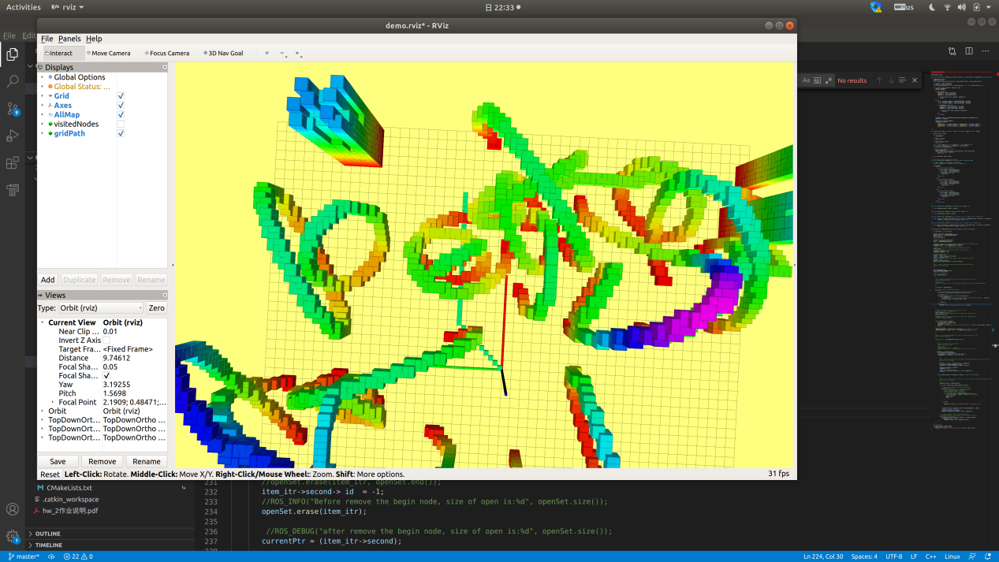 Activities
rviz
日 22:33
us
demo.rviz* - RViz
File Edi
File Panels Help
Interact Move Camera Focus Camera 3D Nav Goal
Displays
Global Options
Global Status: ...
Grid
Axes
AllMap
visitedNodes
gridPath
Add Duplicate Remove Rename
Views
Type: Orbit (rviz) Zero
Current View Orbit (rviz)
Near Clip ... 0.01
Invert Z Axis
Target Fra... <Fixed Frame>
Distance 9.74612
Focal Sha... 0.05
Focal Sha... ✓
Yaw 3.19255
Pitch 1.5698
Focal Point 2.1909; 0.48471;...
Orbit Orbit (rviz)
TopDownOrt... TopDownOrtho ...
TopDownOrt... TopDownOrtho ...
TopDownOrt... TopDownOrtho ...
Save Remove Rename
Reset Left-Click: Rotate. Middle-Click: Move X/Y. Right-Click/Mouse Wheel:: Zoom. Shift: More options. 31 fps
Aa Ab .* No results
9
1
CMakeLists.txt
.catkin_workspace
hw_2作业说明.pdf
OUTLINE
TIMELINE
231 //openSet.erase(item_itr, openSet.end());
232 item_itr->second-> id = -1;
233 //ROS_INFO("Before remove the begin node, size of open is:%d", openSet.size());
234 openSet.erase(item_itr);
235
236 //ROS_DEBUG("after remove the begin node, size of open is:%d", openSet.size());
237 currentPtr = (item_itr->second);
238
master* 22 0 Ln 224, Col 30 Spaces: 4 UTF-8 LF C++ Linux